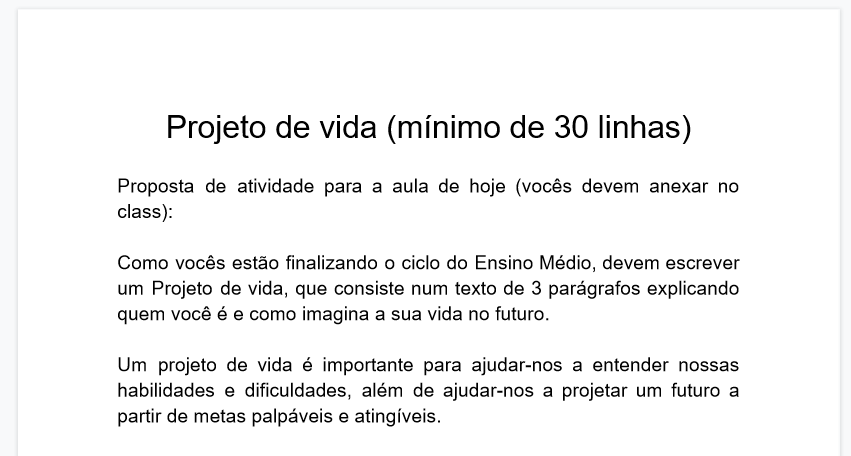 Projeto de vida (mínimo de 30 linhas)
Proposta de atividade para a aula de hoje (vocês devem anexar no
class):
Como vocês estão finalizando o ciclo do Ensino Médio, devem escrever
um Projeto de vida, que consiste num texto de 3 parágrafos explicando
quem você é e como imagina a sua vida no futuro.
Um projeto de vida é importante para ajudar-nos a entender nossas
habilidades e dificuldades, além de ajudar-nos a projetar um futuro a
partir de metas palpáveis e atingíveis.